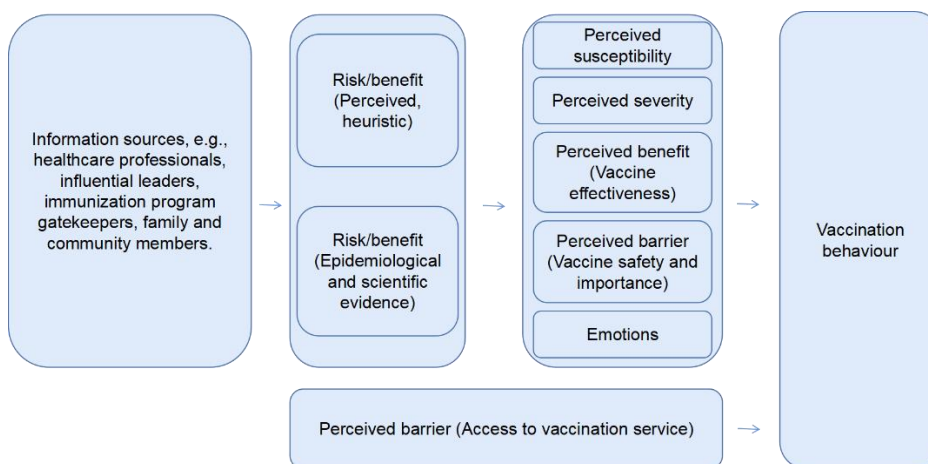 Information sources, e.g.,
healthcare professionals,
influential leaders,
immunization program
gatekeepers, family and
community members.
Risk/benefit
(Perceived,
heuristic)
Risk/benefit
(Epidemiological
and scientific
evidence)
Perceived
susceptibility
Perceived severity
Perceived benefit
(Vaccine
effectiveness)
Perceived barrier
(Vaccine safety and
importance)
Emotions
Perceived barrier (Access to vaccination service)
Vaccination
behaviour